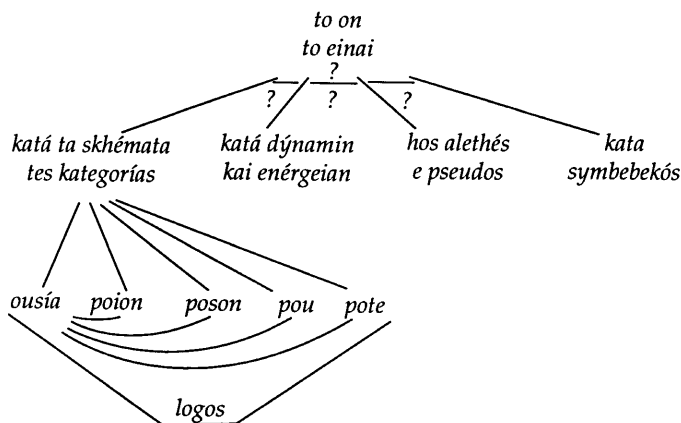 to on
to einai
?
? ? ?
katá ta skhémata katá dýnamin hos alethés kata
tes kategorías kai enérgeian e pseudos symbebekós
ousía poion poson pou pote
logos